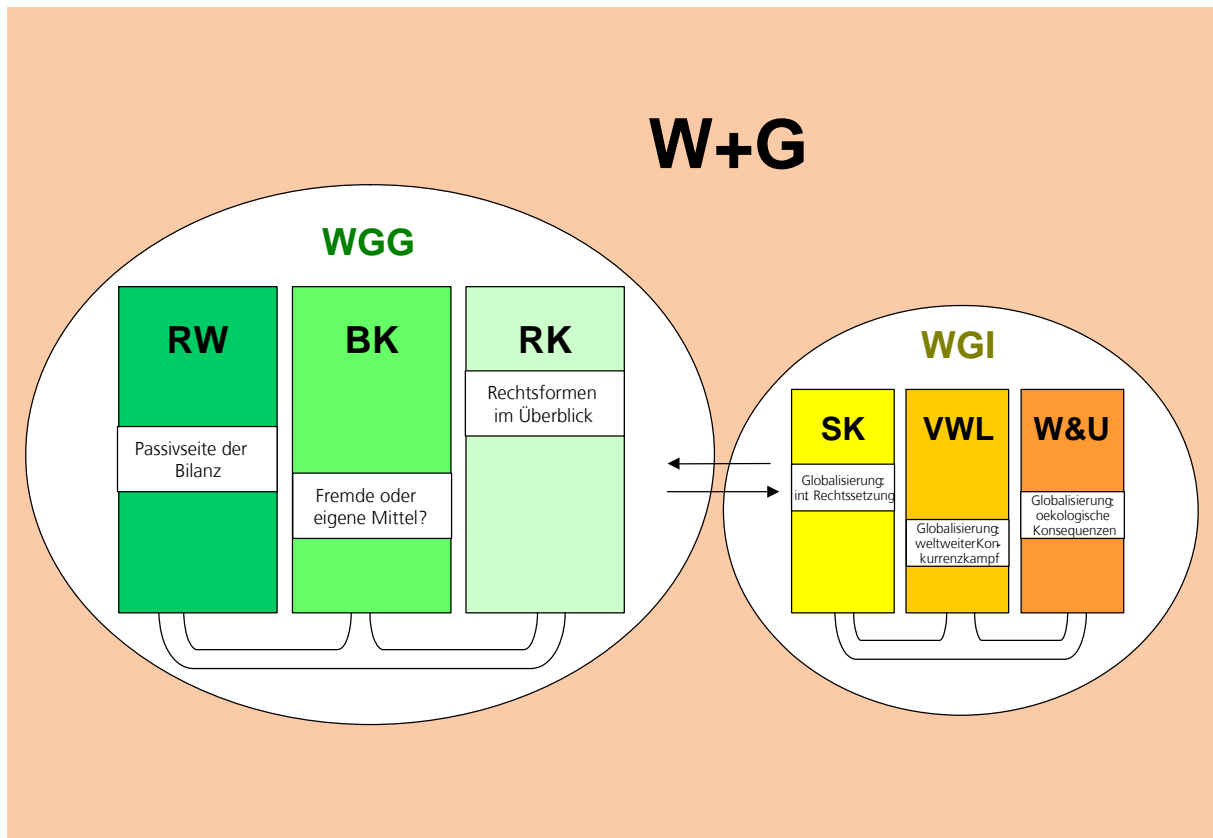 W+G
WGG
RW
BK
RK
Rechtsformen
im Überblick
Passivseite der
Bilanz
Fremde oder
eigene Mittel?
WGI
SK
VWL
W&U
Globalisierung:
int Rechtssetzung
Globalisierung:
oekologische
Konsequenzen
Globalisierung:
weltweiterKon-
kurrenzkampf